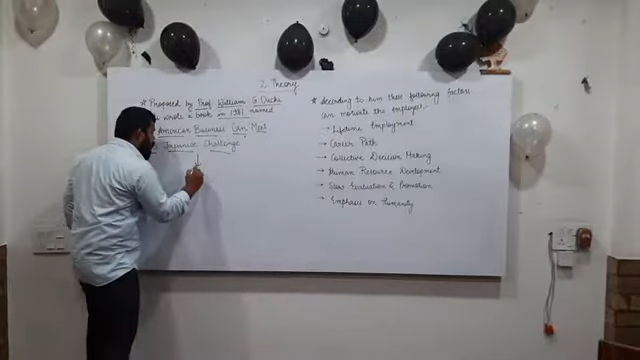 Z Theory
* Proposed by Prof William G. Ouchi
wrote a book in 1981 named
American Business Can Meet
Japanese Challenge
* According to him these following factors
can motivate the employees:-
→ Lifetime Employment
→ Career Path
→ Collective Decision Making
→ Human Resource Development
→ Slow Evaluation & Promotion
→ Emphasis on Humanity